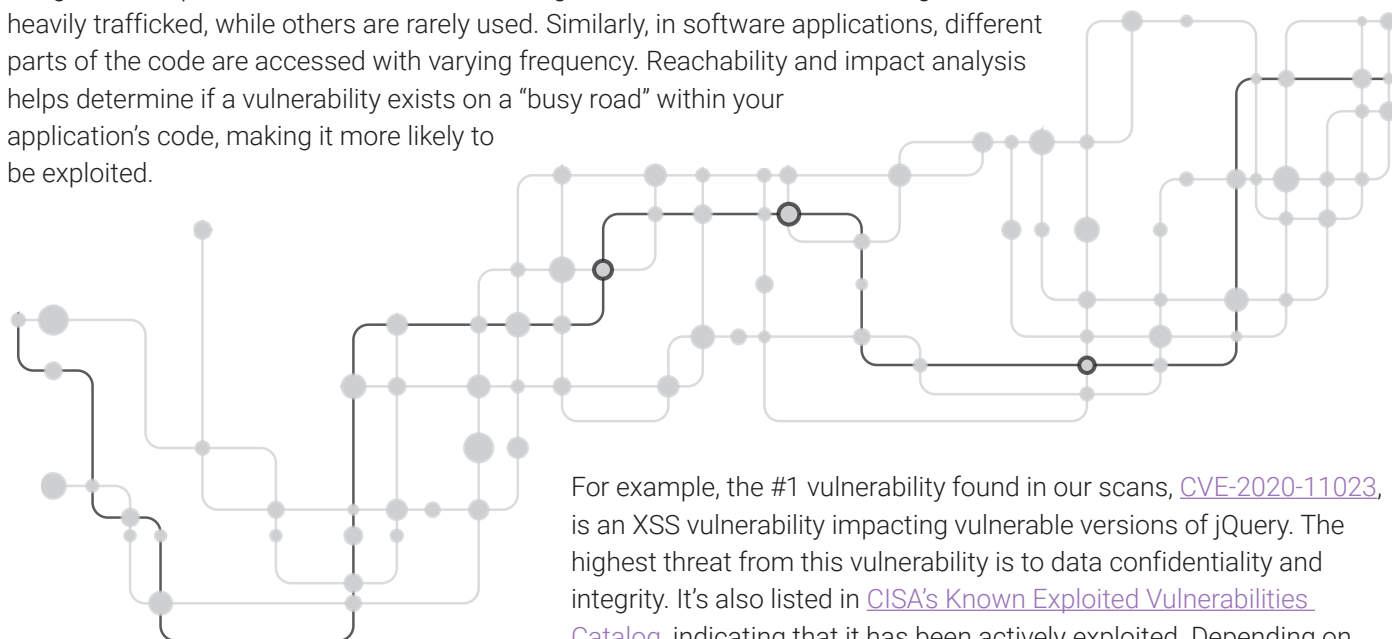 heavily trafficked, while others are rarely used. Similarly, in software applications, different
parts of the code are accessed with varying frequency. Reachability and impact analysis
helps determine if a vulnerability exists on a “busy road” within your
application’s code, making it more likely to
be exploited.
For example, the #1 vulnerability found in our scans, CVE-2020-11023,
is an XSS vulnerability impacting vulnerable versions of jQuery. The
highest threat from this vulnerability is to data confidentiality and
integrity. It’s also listed in CISA’s Known Exploited Vulnerabilities
Catalog, indicating that it has been actively exploited. Depending on